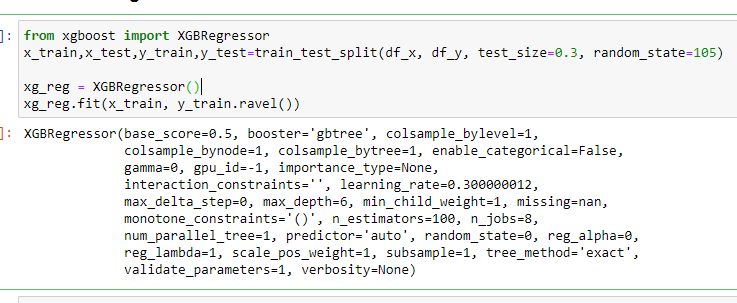 ]: from xgboost import XGBRegressor
x_train,x_test,y_train,y_test=train_test_split(df_x, df_y, test_size=0.3, random_state=105)
xg_reg = XGBRegressor()
xg_reg.fit(x_train, y_train.ravel())
]: XGBRegressor(base_score=0.5, booster='gbtree', colsample_bylevel=1,
colsample_bynode=1, colsample_bytree=1, enable_categorical=False,
gamma=0, gpu_id=-1, importance_type=None,
interaction_constraints='', learning_rate=0.300000012,
max_delta_step=0, max_depth=6, min_child_weight=1, missing=nan,
monotone_constraints='()', n_estimators=100, n_jobs=8,
num_parallel_tree=1, predictor='auto', random_state=0, reg_alpha=0,
reg_lambda=1, scale_pos_weight=1, subsample=1, tree_method='exact',
validate_parameters=1, verbosity=None)